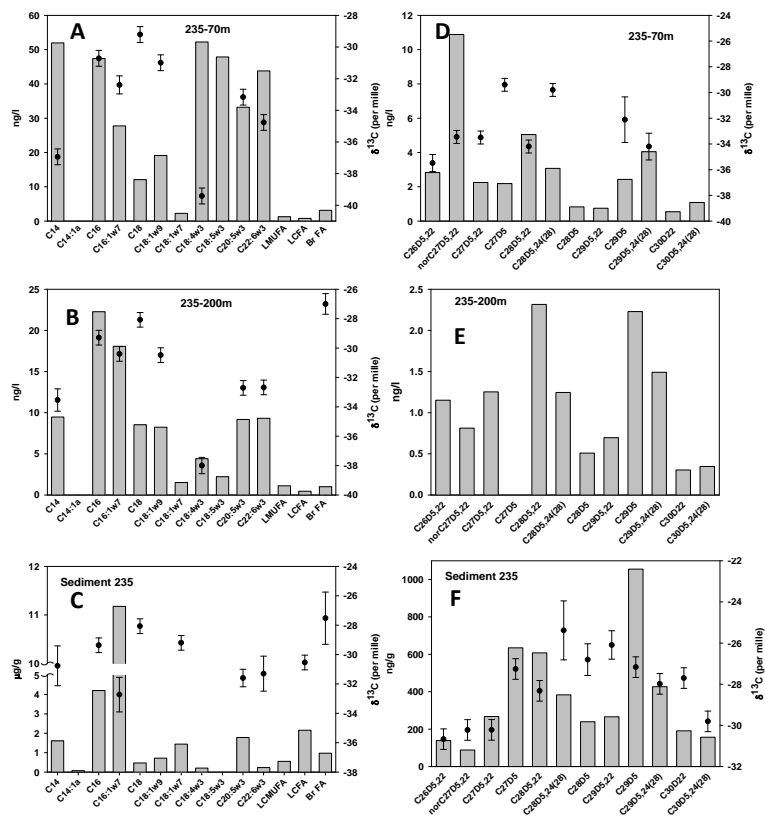 A
235-70m
ng/l
60
50
40
30
20
10
0
-28
-30
-32
-34
-36
-38
-40
δ13C (per mille)
C14
C14:1a
C16
C16:1w7
C18
C18:1w9
C18:1w7
C18:4w3
C18:5w3
C20:5w3
C22:6w3
LMUFA
LCFA
Br FA
D
235-70m
ng/l
12
10
8
6
4
2
0
-24
-26
-28
-30
-32
-34
-36
-38
-40
δ13C (per mille)
C26D5,22
norC27D5,22
C27D5,22
C27D5
C28D5,22
C28D5,24(28)
C28D5
C29D5,22
C29D5
C29D5,24(28)
C30D22
C30D5,24(28)
B
235-200m
ng/l
25
20
15
10
5
0
-26
-28
-30
-32
-34
-36
-38
-40
δ13C (per mille)
C14
C14:1a
C16
C16:1w7
C18
C18:1w9
C18:1w7
C18:4w3
C18:5w3
C20:5w3
C22:6w3
LMUFA
LCFA
Br FA
235-200m
E
ng/l
2.5
2.0
1.5
1.0
0.5
0.0
C26D5,22
norC27D5,22
C27D5,22
C27D5
C28D5,22
C28D5,24(28)
C28D5
C29D5,22
C29D5
C29D5,24(28)
C30D22
C30D5,24(28)
Sediment 235
C
µg/g
11
10
5
4
3
2
1
0
-24
-26
-28
-30
-32
-34
-36
-38
δ13C (per mille)
C14
C14:1a
C16
C16:1w7
C18
C18:1w9
C18:1w7
C18:4w3
C18:5w3
C20:5w3
C22:6w3
LCMUFA
LCFA
Br FA
Sediment 235
F
ng/g
1000
800
600
400
200
0
-22
-24
-26
-28
-30
-32
δ13C (per mille)
C26D5,22
norC27D5,22
C27D5,22
C27D5
C28D5,22
C28D5,24(28)
C28D5
C29D5,22
C29D5
C29D5,24(28)
C30D22
C30D5,24(28)